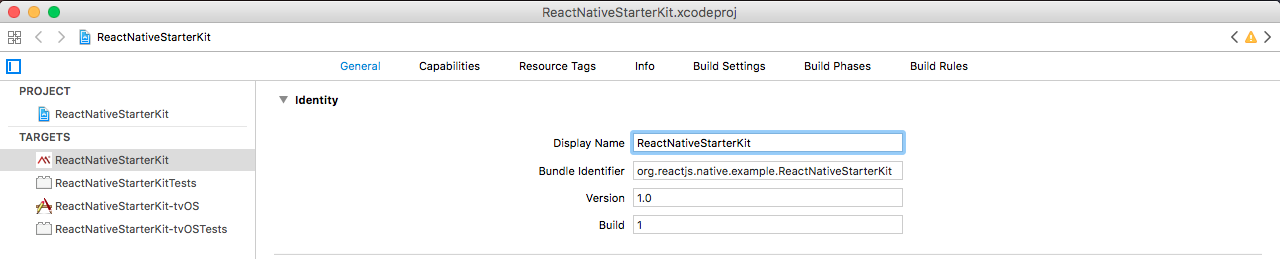 ReactNativeStarterKit.xcodeproj
ReactNativeStarterKit
General Capabilities Resource Tags Info Build Settings Build Phases Build Rules
PROJECT
ReactNativeStarterKit
TARGETS
ReactNativeStarterKit
ReactNativeStarterKitTests
ReactNativeStarterKit-tvOS
ReactNativeStarterKit-tvOSTests
Identity
Display Name ReactNativeStarterKit
Bundle Identifier org.reactjs.native.example.ReactNativeStarterKit
Version 1.0
Build 1